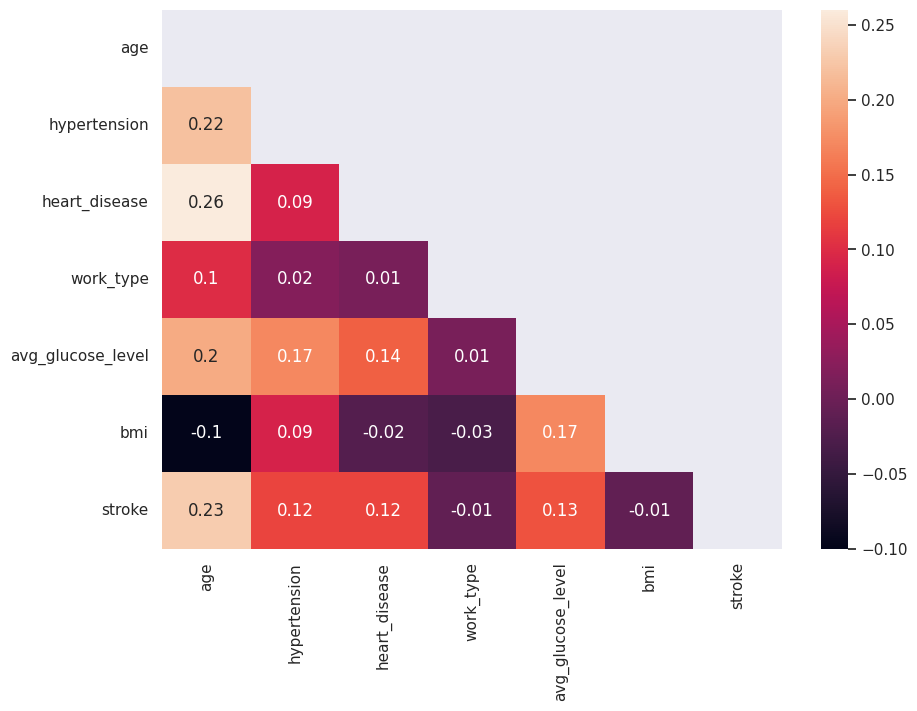 age
hypertension 0.22
heart_disease 0.26 0.09
work_type 0.1 0.02 0.01
avg_glucose_level 0.2 0.17 0.14 0.01
bmi -0.1 0.09 -0.02 -0.03 0.17
stroke 0.23 0.12 0.12 -0.01 0.13 -0.01
age hypertension heart_disease work_type avg_glucose_level bmi stroke
0.25
0.20
0.15
0.10
0.05
0.00
−0.05
−0.10